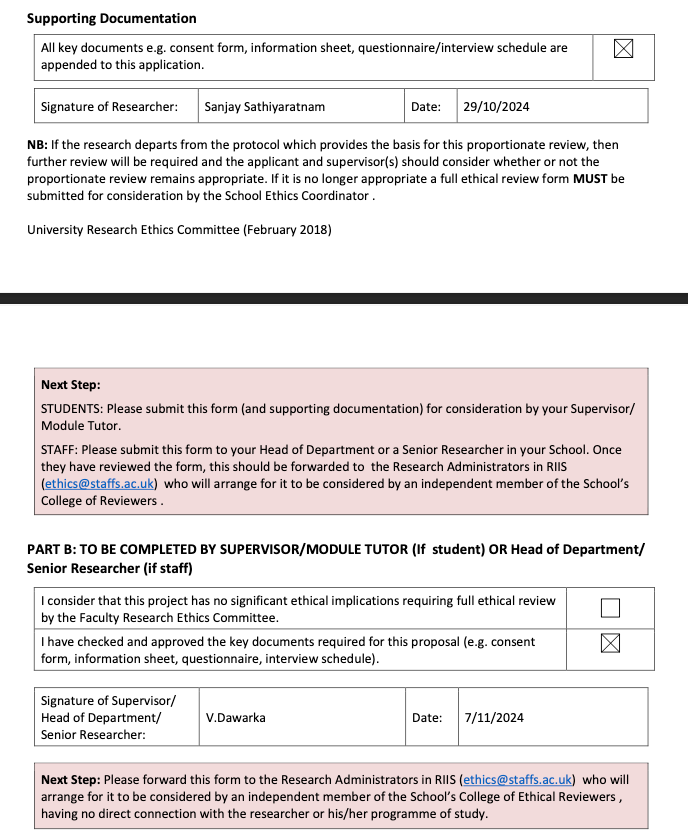 Supporting Documentation
All key documents e.g. consent form, information sheet, questionnaire/interview schedule are
appended to this application.
Signature of Researcher: Sanjay Sathiyaratnam Date: 29/10/2024
NB: If the research departs from the protocol which provides the basis for this proportionate review, then
further review will be required and the applicant and supervisor(s) should consider whether or not the
proportionate review remains appropriate. If it is no longer appropriate a full ethical review form MUST be
submitted for consideration by the School Ethics Coordinator .
University Research Ethics Committee (February 2018)
Next Step:
STUDENTS: Please submit this form (and supporting documentation) for consideration by your Supervisor/
Module Tutor.
STAFF: Please submit this form to your Head of Department or a Senior Researcher in your School. Once
they have reviewed the form, this should be forwarded to  the Research Administrators in RIIS
(ethics@staffs.ac.uk)  who will arrange for it to be considered by an independent member of the School's
College of Reviewers .
PART B: TO BE COMPLETED BY SUPERVISOR/MODULE TUTOR (If  student) OR Head of Department/
Senior Researcher (if staff)
I consider that this project has no significant ethical implications requiring full ethical review
by the Faculty Research Ethics Committee.
I have checked and approved the key documents required for this proposal (e.g. consent
form, information sheet, questionnaire, interview schedule).
Signature of Supervisor/
Head of Department/
Senior Researcher:
V.Dawarka Date: 7/11/2024
Next Step: Please forward this form to the Research Administrators in RIIS (ethics@staffs.ac.uk)  who will
arrange for it to be considered by an independent member of the School's College of Ethical Reviewers ,
having no direct connection with the researcher or his/her programme of study.